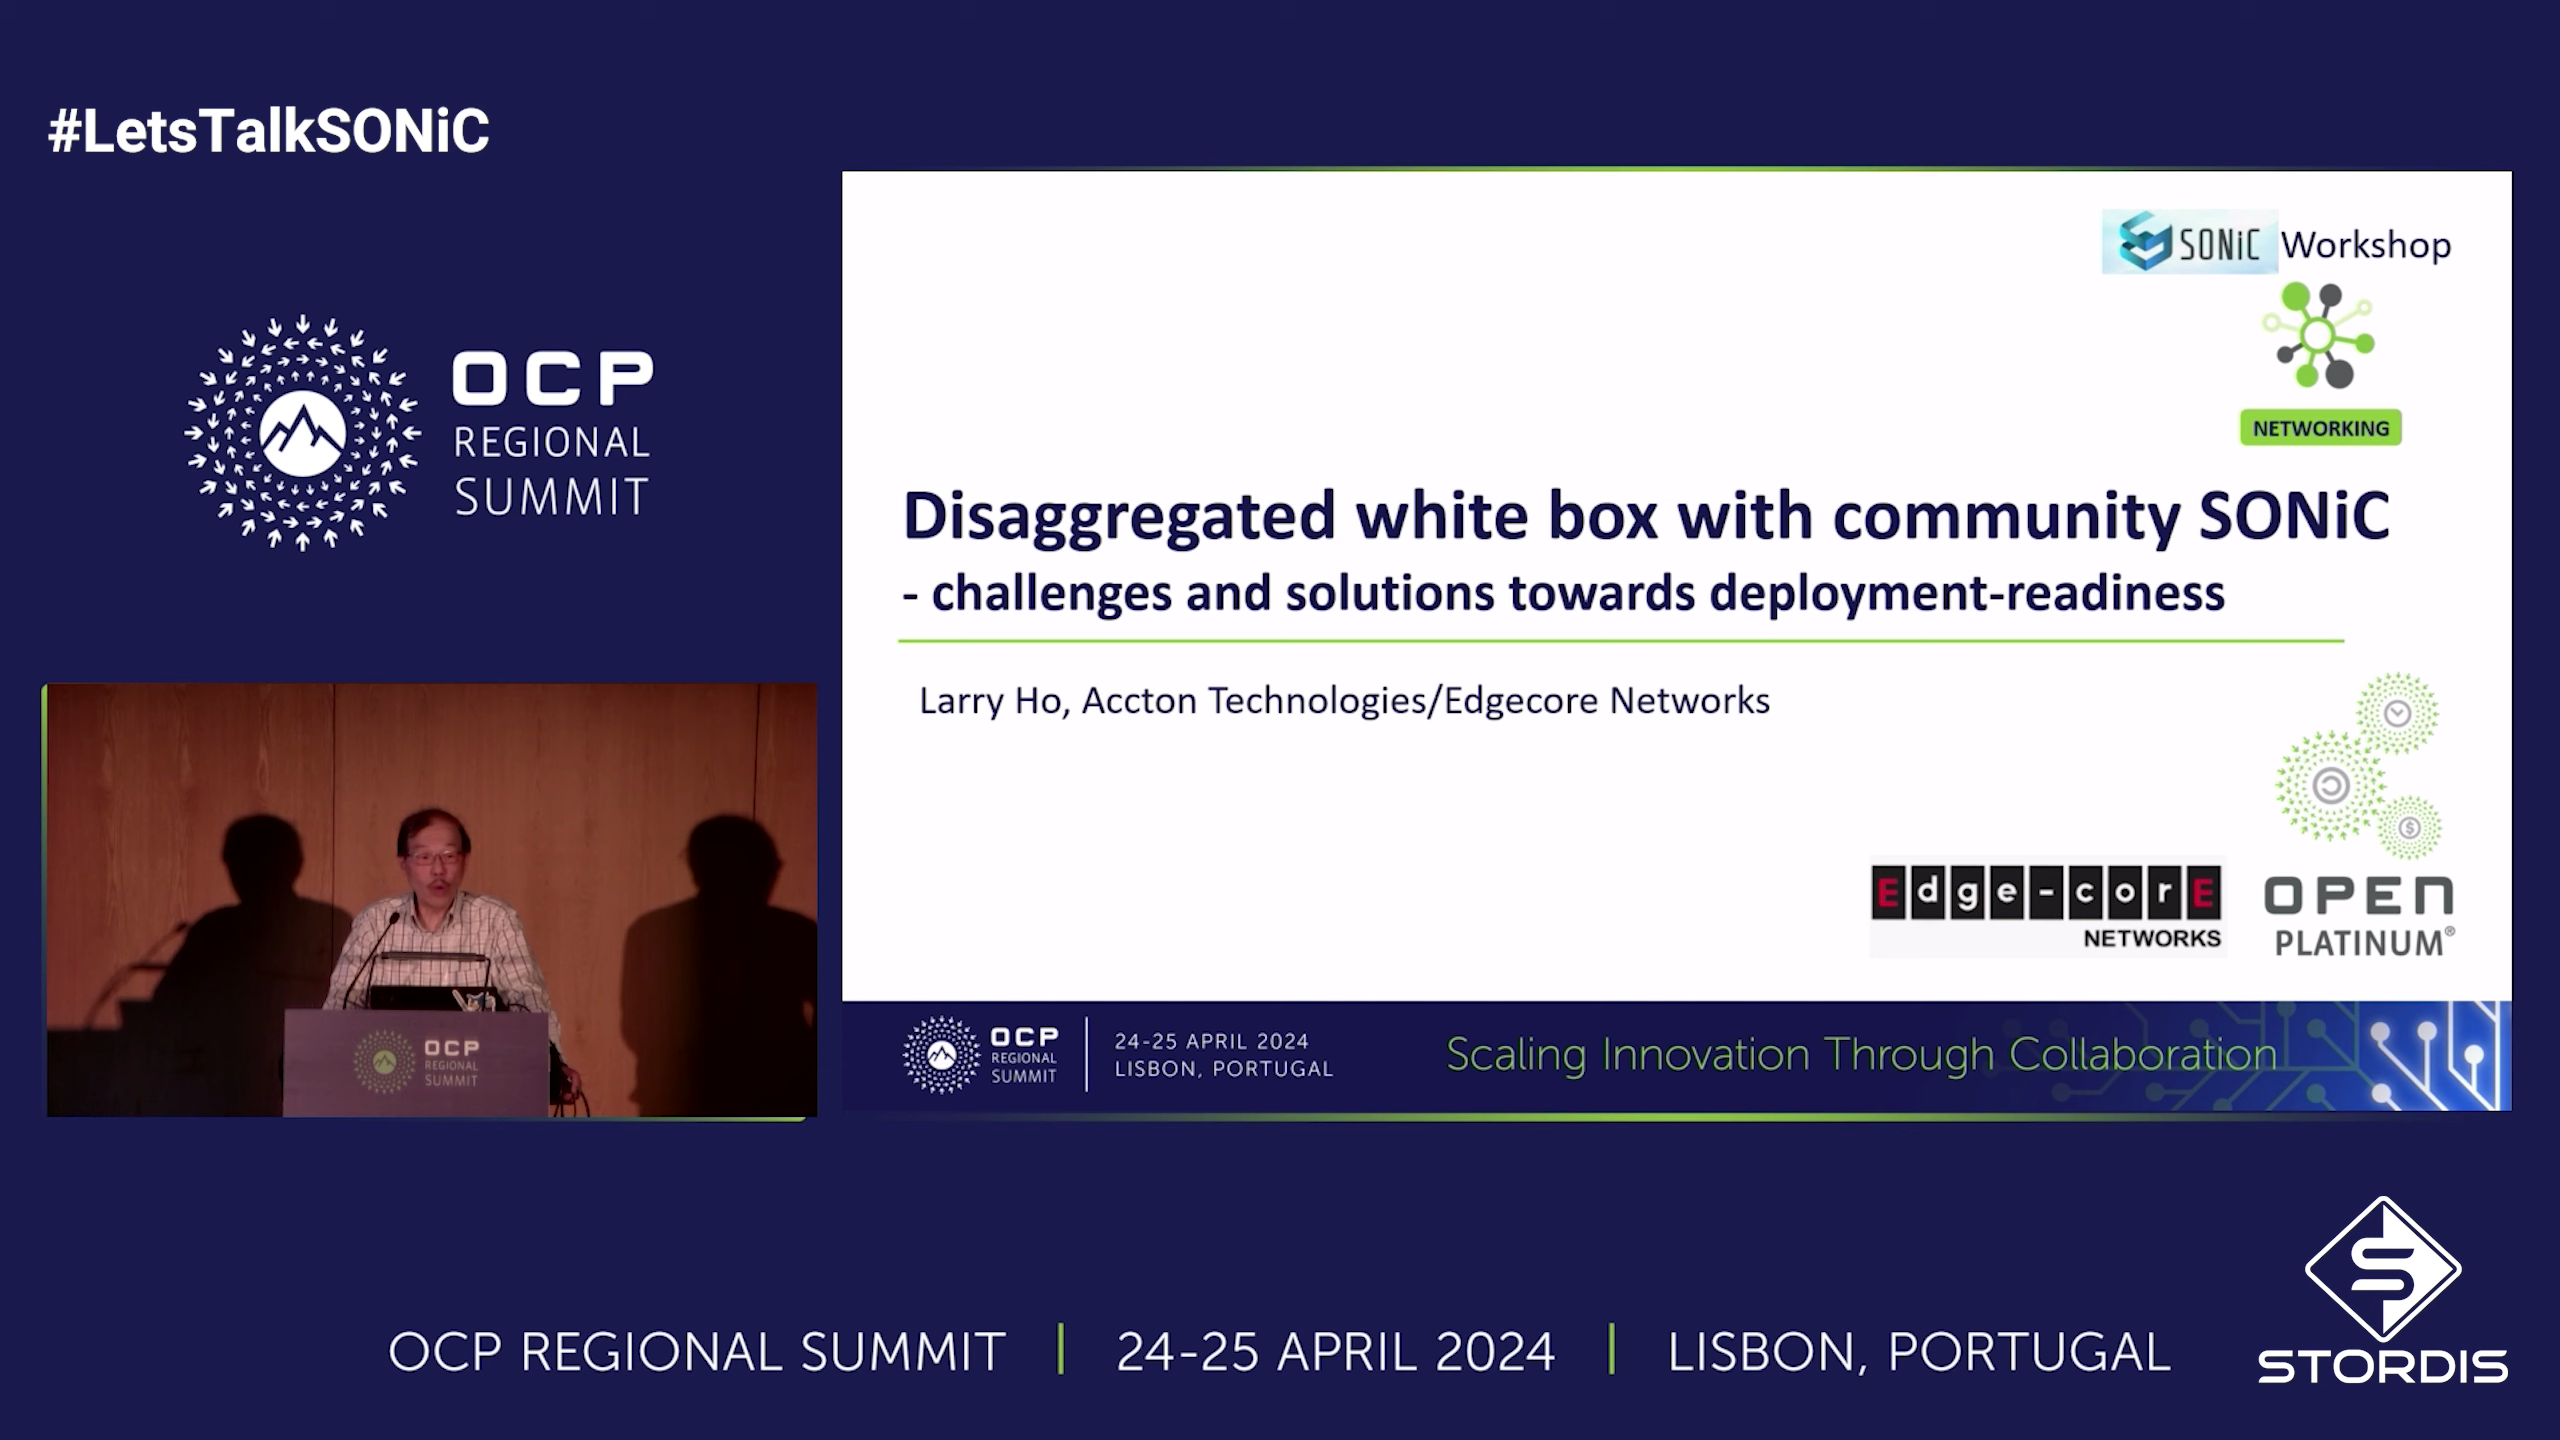 #LetsTalkSONiC
OCP
REGIONAL
SUMMIT
SONiC Workshop
NETWORKING
Disaggregated white box with community SONiC
- challenges and solutions towards deployment-readiness
Larry Ho, Accton Technologies/Edgecore Networks
Edge-corE
NETWORKS
OPEN
PLATINUM®
OCP
REGIONAL
SUMMIT
24-25 APRIL 2024
LISBON, PORTUGAL
Scaling Innovation Through Collaboration
OCP
REGIONAL
SUMMIT
OCP REGIONAL SUMMIT | 24-25 APRIL 2024 | LISBON, PORTUGAL
STORDIS